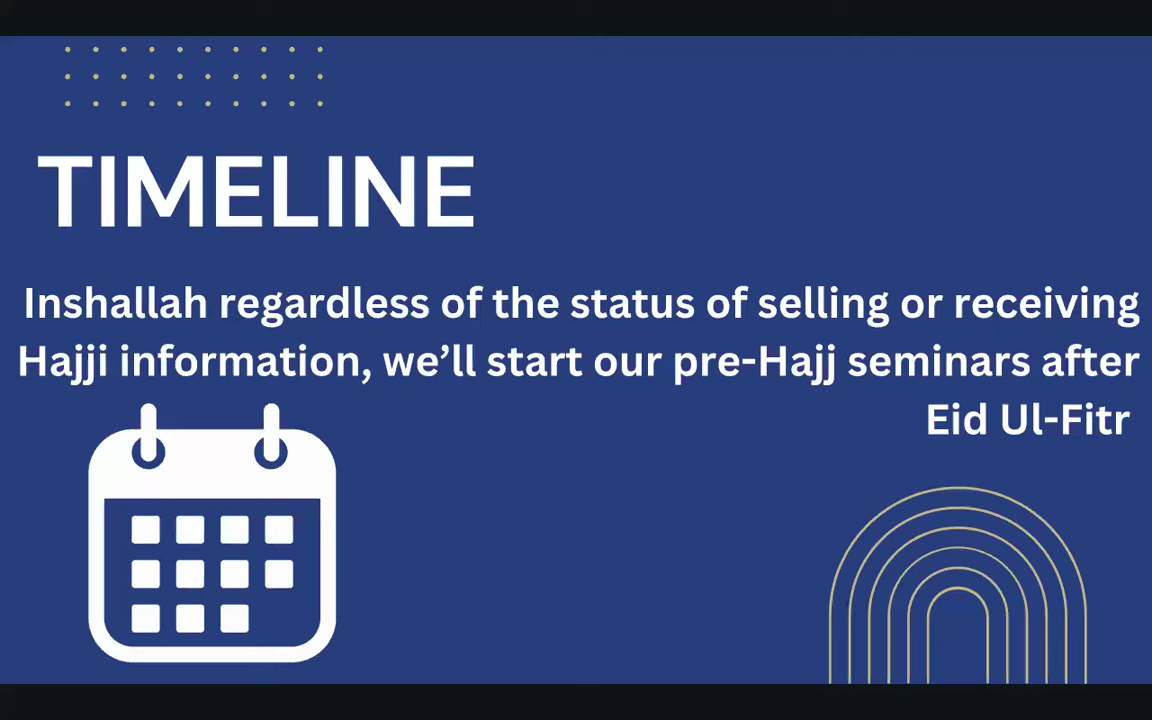 TIMELINE
Inshallah regardless of the status of selling or receiving
Hajji information, we’ll start our pre-Hajj seminars after
Eid Ul-Fitr